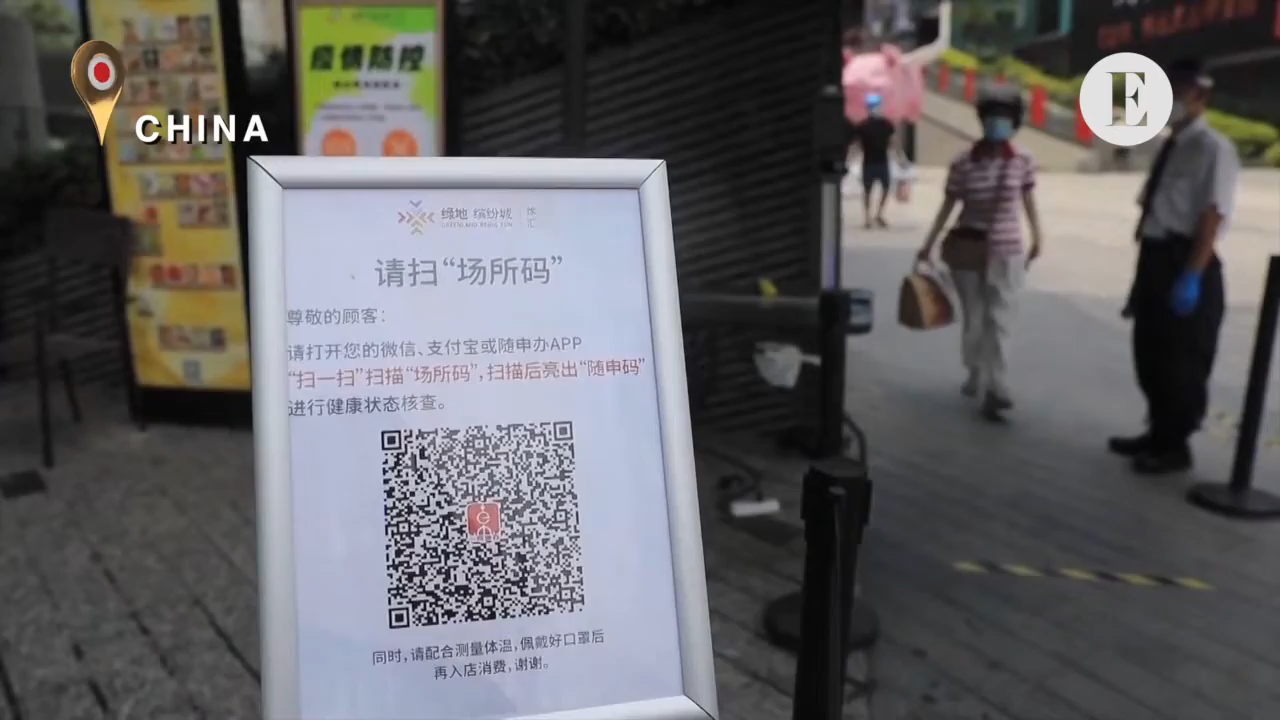 CHINA
E
疫情防控
绿地 缤纷城
请扫“场所码”
尊敬的顾客：
请打开您的微信、支付宝或随申办APP
“扫一扫”扫描“场所码”，扫描后亮出“随申码”
进行健康状态核查。
同时，请配合测量体温，佩戴好口罩后
再入店消费，谢谢。